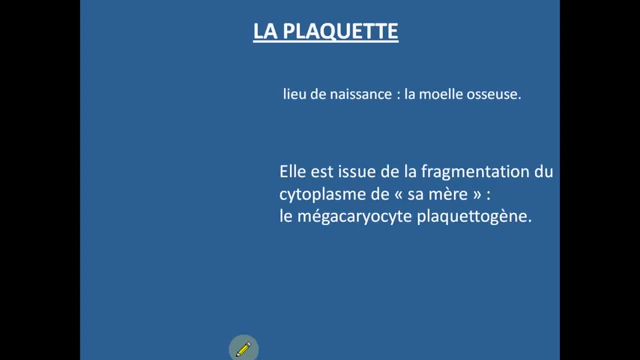 LA PLAQUETTE
lieu de naissance : la moelle osseuse.
Elle est issue de la fragmentation du
cytoplasme de « sa mère » :
le mégacaryocyte plaquettogène.